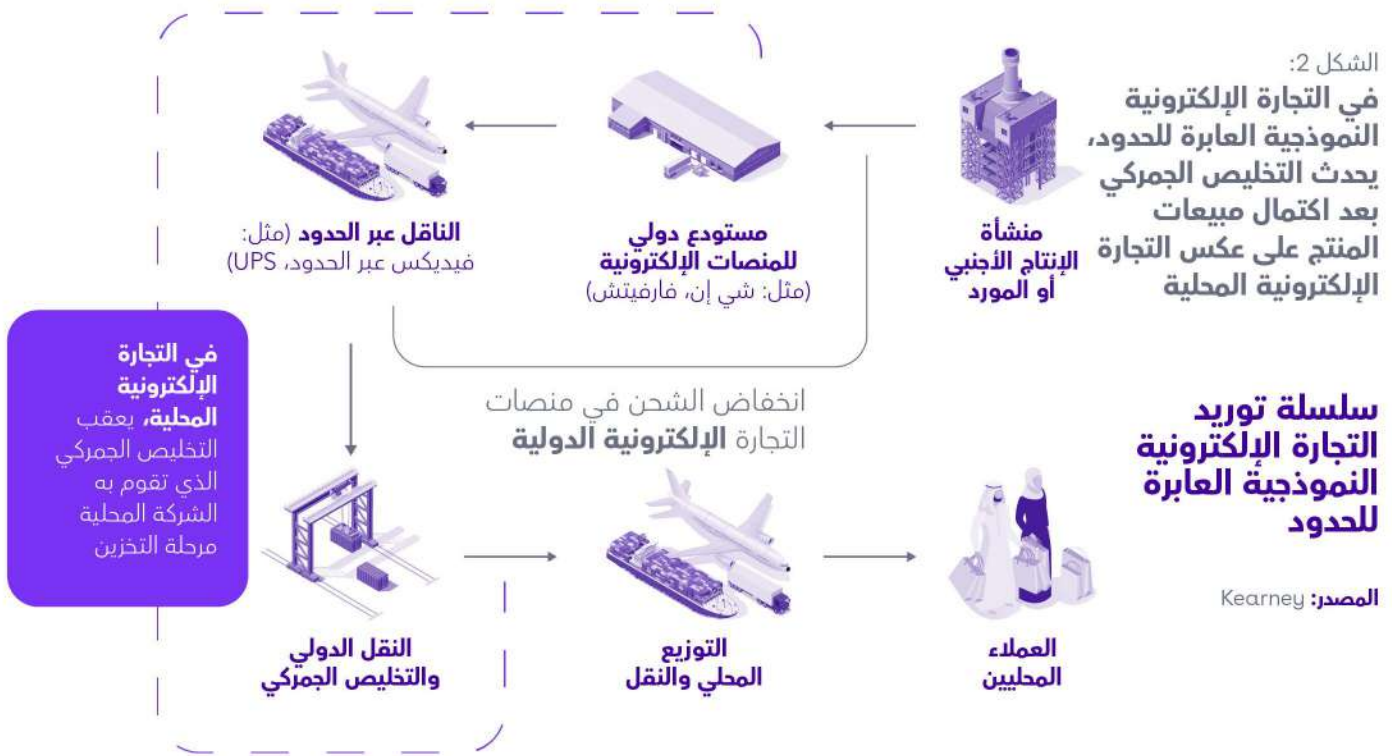 الشكل 2:
في التجارة الإلكترونية
النموذجية العابرة للحدود،
يحدث التخليص الجمركي
بعد اكتمال مبيعات
المنتج على عكس التجارة
الإلكترونية المحلية
منشأة
الإنتاج الأجنبي
أو المورد
مستودع دولي
للمنصات الإلكترونية
(مثل: شي إن، فارفيتش)
الناقل عبر الحدود (مثل:
فيديكس عبر الحدود، UPS)
في التجارة
الإلكترونية
المحلية، يعقب
التخليص الجمركي
الذي تقوم به
الشركة المحلية
مرحلة التخزين
انخفاض الشحن في منصات
التجارة الإلكترونية الدولية
سلسلة توريد
التجارة الإلكترونية
النموذجية العابرة
للحدود
المصدر: Kearney
النقل الدولي
والتخليص الجمركي
التوزيع
المحلي والنقل
العملاء
المحليين